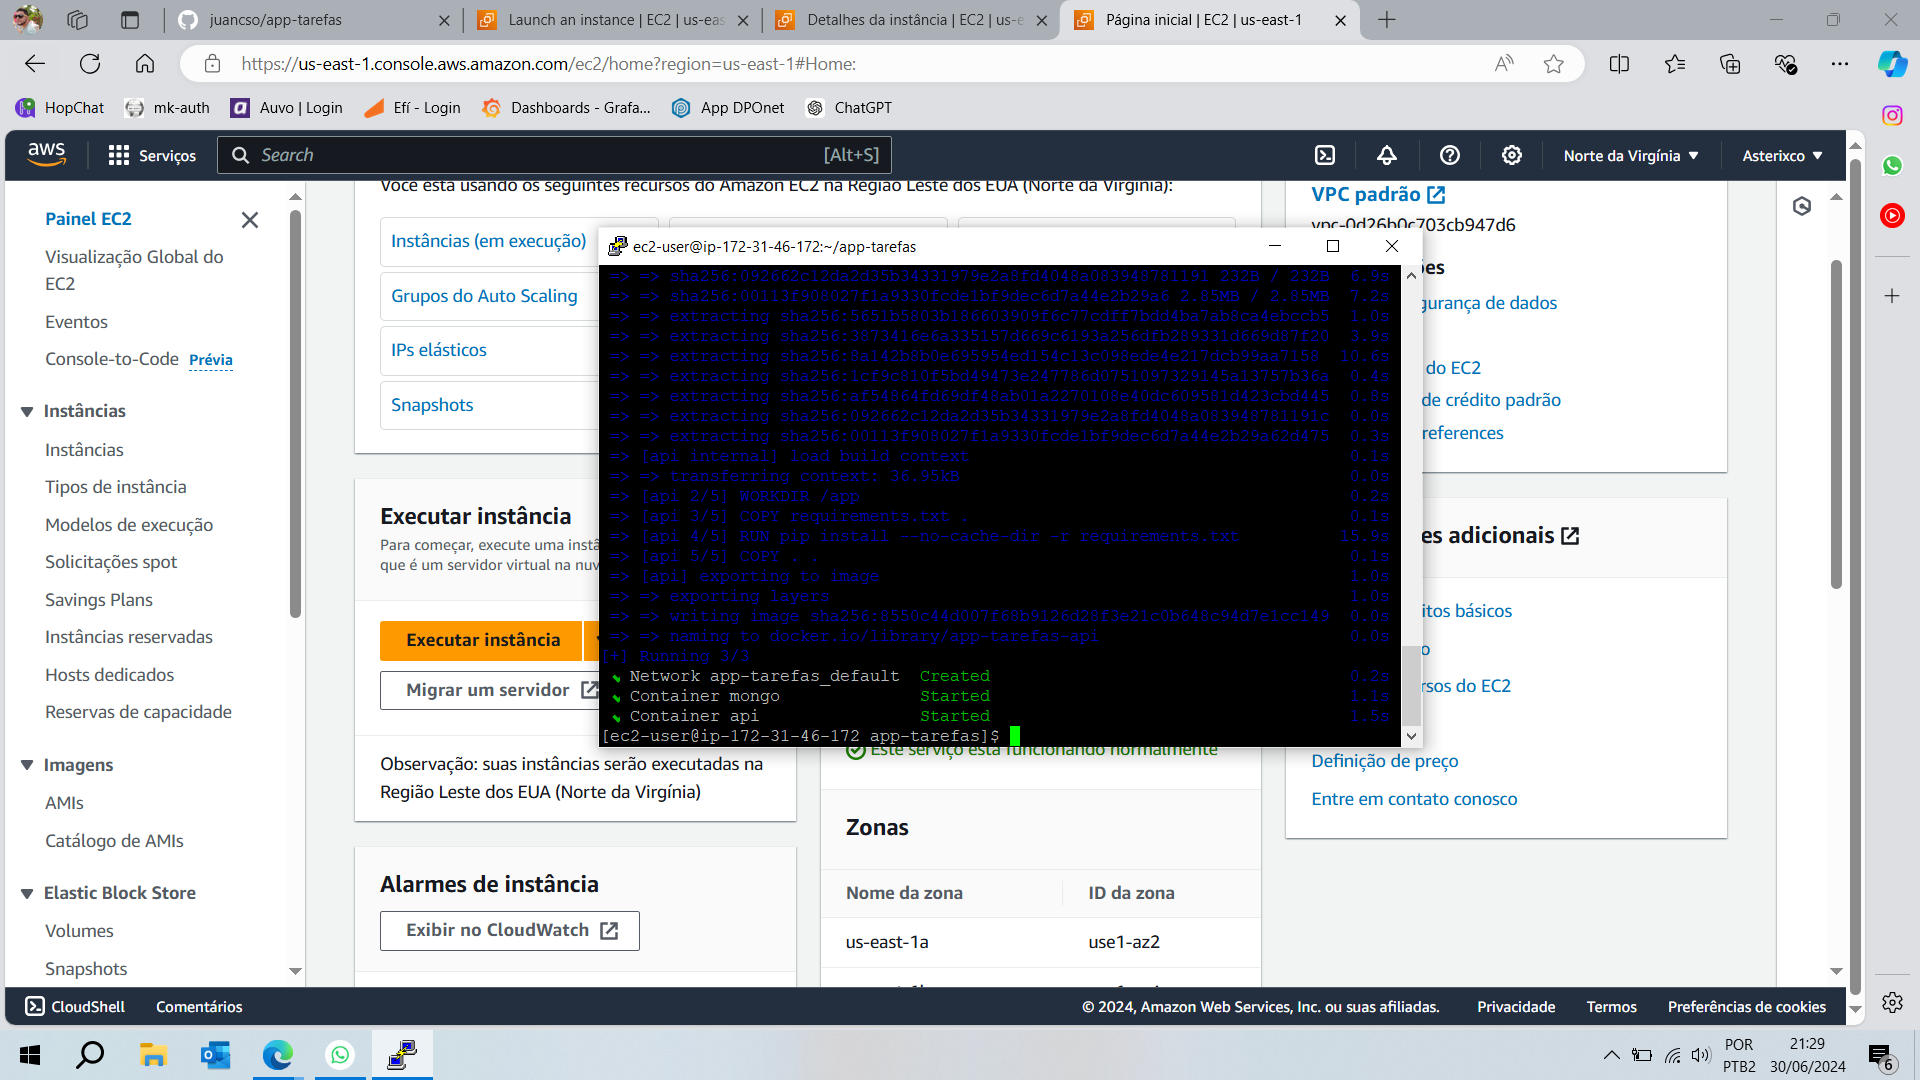 juancso/app-tarefas
Launch an instance | EC2 | us-eas
Detalhes da instância | EC2 | us-e
Página inicial | EC2 | us-east-1
https://us-east-1.console.aws.amazon.com/ec2/home?region=us-east-1#Home:
HopChat
mk-auth
Auvo | Login
Efí - Login
Dashboards - Grafa...
App DPOnet
ChatGPT
aws
Serviços
Search
[Alt+S]
Norte da Virgínia
Asterixco
Painel EC2
Visualização Global do
EC2
Eventos
Console-to-Code Prévia
Instâncias
Instâncias
Tipos de instância
Modelos de execução
Solicitações spot
Savings Plans
Instâncias reservadas
Hosts dedicados
Reservas de capacidade
Imagens
AMIs
Catálogo de AMIs
Elastic Block Store
Volumes
Snapshots
Você está usando os seguintes recursos do Amazon EC2 na Região Leste dos EUA (Norte da Virgínia):
Instâncias (em execução)
Grupos do Auto Scaling
IPs elásticos
Snapshots
Executar instância
Para começar, execute uma instâ
que é um servidor virtual na nuv
Executar instância
Migrar um servidor
Observação: suas instâncias serão executadas na
Região Leste dos EUA (Norte da Virgínia)
Alarmes de instância
Exibir no CloudWatch
ec2-user@ip-172-31-46-172:~/app-tarefas
=> => sha256:092662c12da2d35b34331979e2a8fd4048a083948781191 232B / 232B 6.9s
=> => sha256:00113f908027f1a9330fcde1bf9dec6d7a44e2b29a6 2.85MB / 2.85MB 7.2s
=> => extracting sha256:5651b5803b186603909f6c77cdff7bdd4ba7ab8ca4ebccb5 1.0s
=> => extracting sha256:3873416e6a335157d669c6193a256dfb289331d669d87f20 3.9s
=> => extracting sha256:8a142b8b0e695954ed154c13c098ede4e217dcb99aa7158 10.6s
=> => extracting sha256:1cf9c810f5bd49473e247786d0751097329145a13757b36a 0.4s
=> => extracting sha256:af54864fd69df48ab01a2270108e40dc609581d423cbd445 0.8s
=> => extracting sha256:092662c12da2d35b34331979e2a8fd4048a083948781191c 0.0s
=> => extracting sha256:00113f908027f1a9330fcde1bf9dec6d7a44e2b29a62d475 0.3s
=> [api internal] load build context 0.1s
=> => transferring context: 36.95kB 0.0s
=> [api 2/5] WORKDIR /app 0.2s
=> [api 3/5] COPY requirements.txt . 0.1s
=> [api 4/5] RUN pip install --no-cache-dir -r requirements.txt 15.9s
=> [api 5/5] COPY . . 0.1s
=> [api] exporting to image 1.0s
=> => exporting layers 1.0s
=> => writing image sha256:8550c44d007f68b9126d28f3e21c0b648c94d7e1cc149 0.0s
=> => naming to docker.io/library/app-tarefas-api 0.0s
[+] Running 3/3
Network app-tarefas_default Created 0.2s
Container mongo Started 1.1s
Container api Started 1.5s
[ec2-user@ip-172-31-46-172 app-tarefas]$
Este serviço está funcionando normalmente
Zonas
Nome da zona
ID da zona
us-east-1a
use1-az2
VPC padrão
vpc-0d26b0c703cb947d6
ões
gurança de dados
do EC2
de crédito padrão
references
es adicionais
itos básicos
o
rsos do EC2
Definição de preço
Entre em contato conosco
CloudShell
Comentários
© 2024, Amazon Web Services, Inc. ou suas afiliadas.
Privacidade
Termos
Preferências de cookies
POR
PTB2
21:29
30/06/2024
6